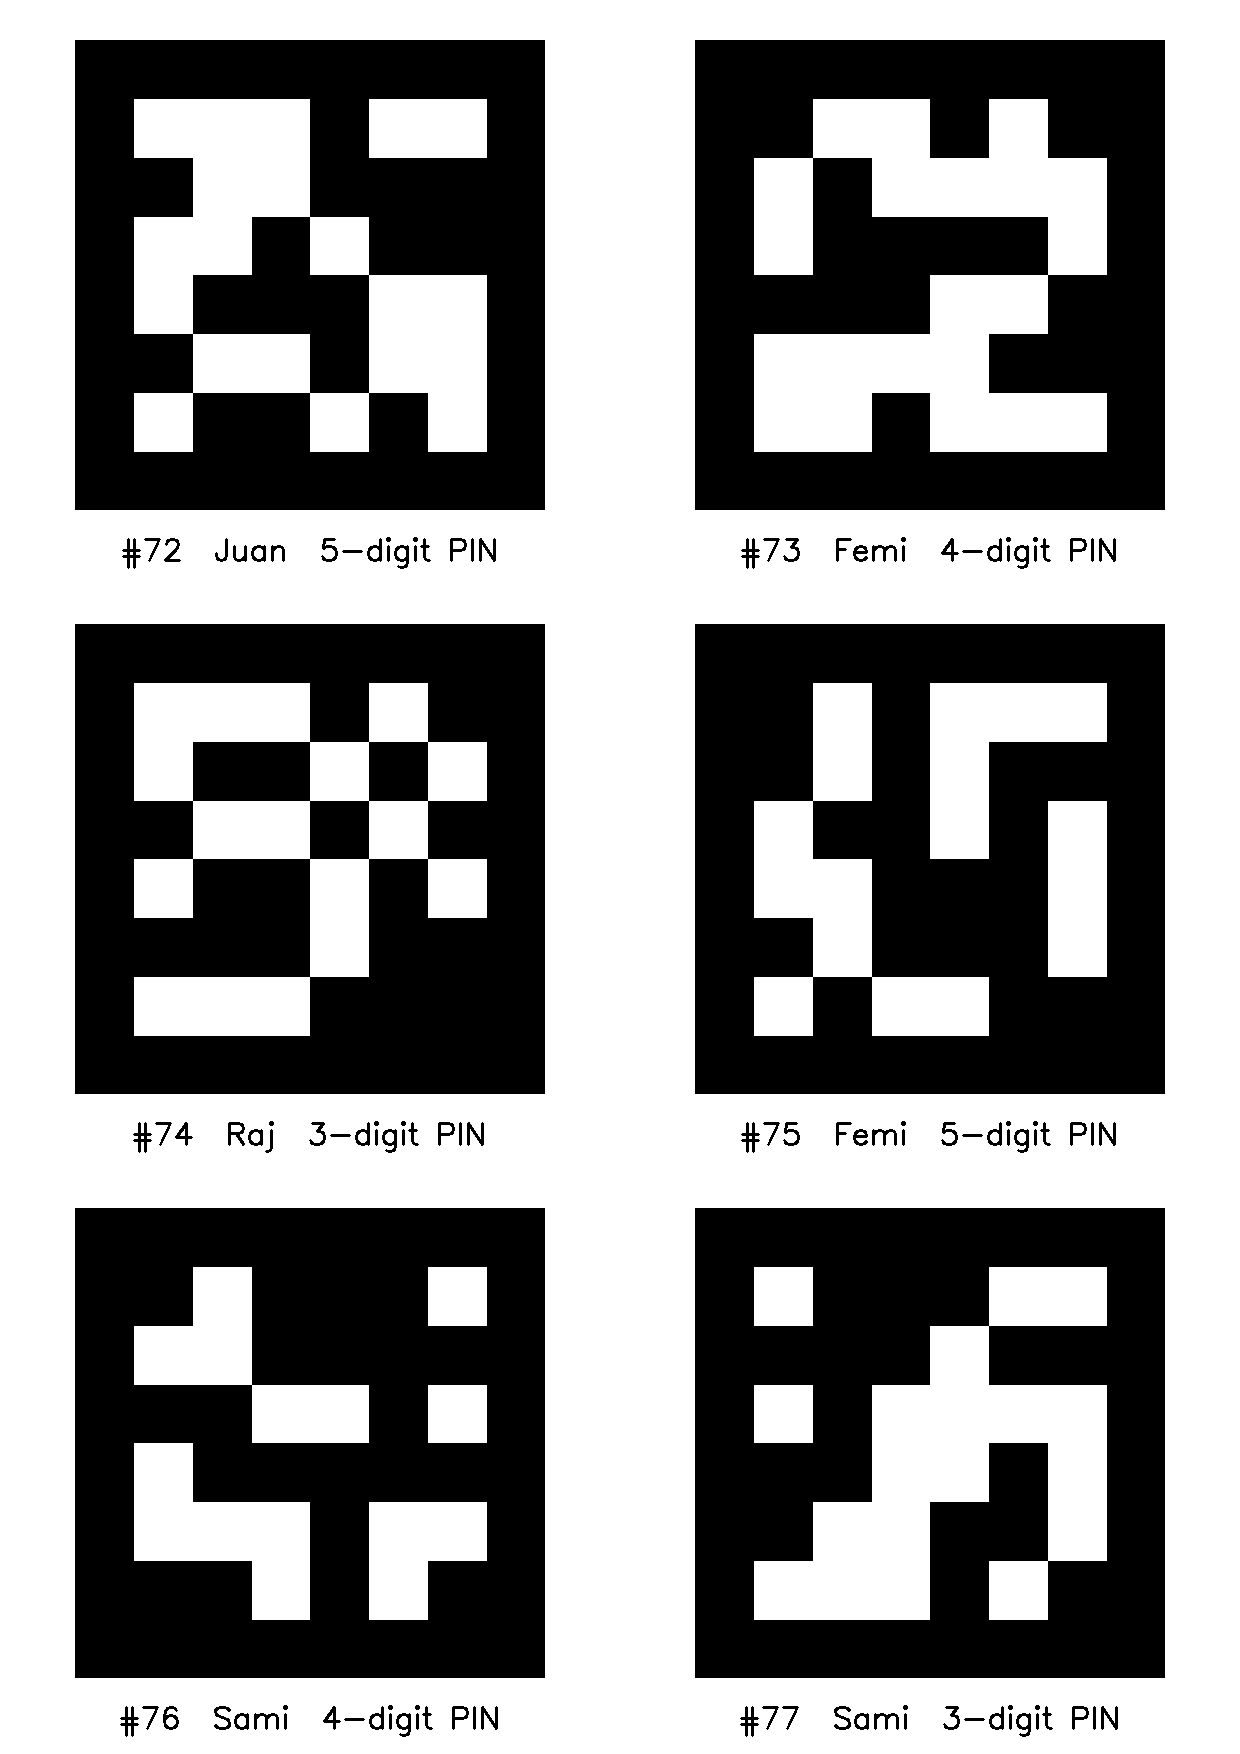 #72 Juan 5-digit PIN
#73 Femi 4-digit PIN
#74 Raj 3-digit PIN
#75 Femi 5-digit PIN
#76 Sami 4-digit PIN
#77 Sami 3-digit PIN